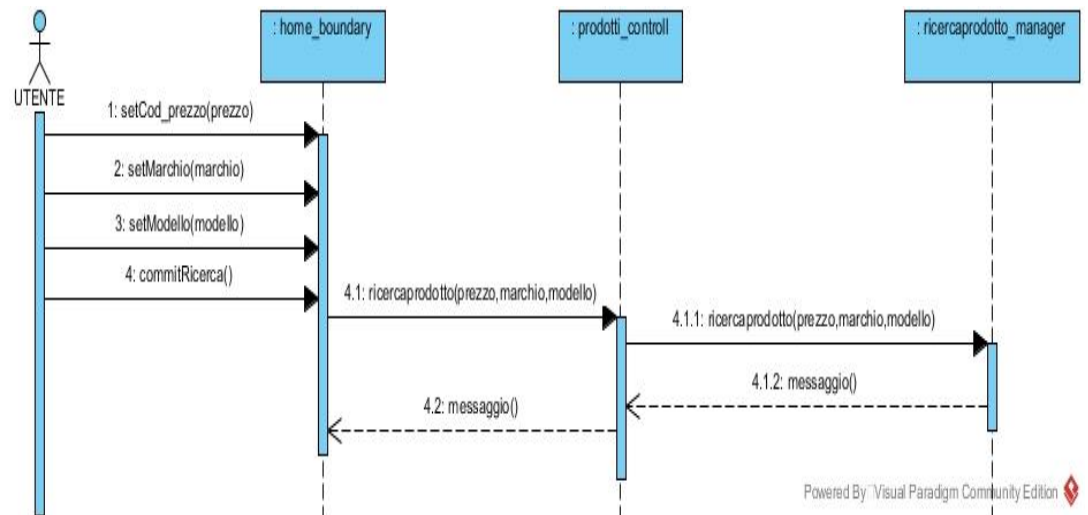 : home_boundary
: prodotti_controll
: ricercaprodotto_manager
UTENTE
1: setCod_prezzo(prezzo)
2: setMarchio(marchio)
3: setModello(modello)
4: commitRicerca()
4.1: ricercaprodotto(prezzo,marchio,modello)
4.1.1: ricercaprodotto(prezzo,marchio,modello)
4.1.2: messaggio()
4.2: messaggio()
Powered By Visual Paradigm Community Edition